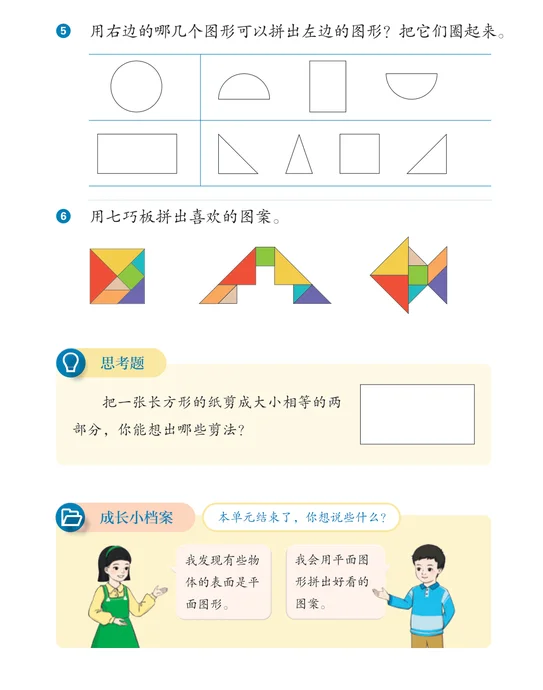 5 用右边的哪几个图形可以拼出左边的图形？把它们圈起来。
6 用七巧板拼出喜欢的图案。
思考题
把一张长方形的纸剪成大小相等的两
部分，你能想出哪些剪法？
成长小档案
本单元结束了，你想说些什么？
我发现有些物
体的表面是平
面图形。
我会用平面图
形拼出好看的
图案。